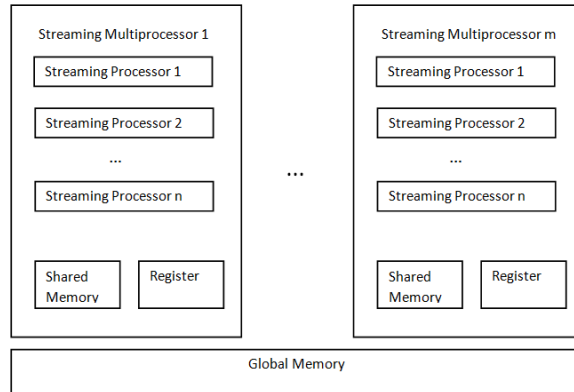 Streaming Multiprocessor 1
Streaming Processor 1
Streaming Processor 2
...
Streaming Processor n
Shared
Memory
Register
...
Streaming Multiprocessor m
Streaming Processor 1
Streaming Processor 2
...
Streaming Processor n
Shared
Memory
Register
Global Memory